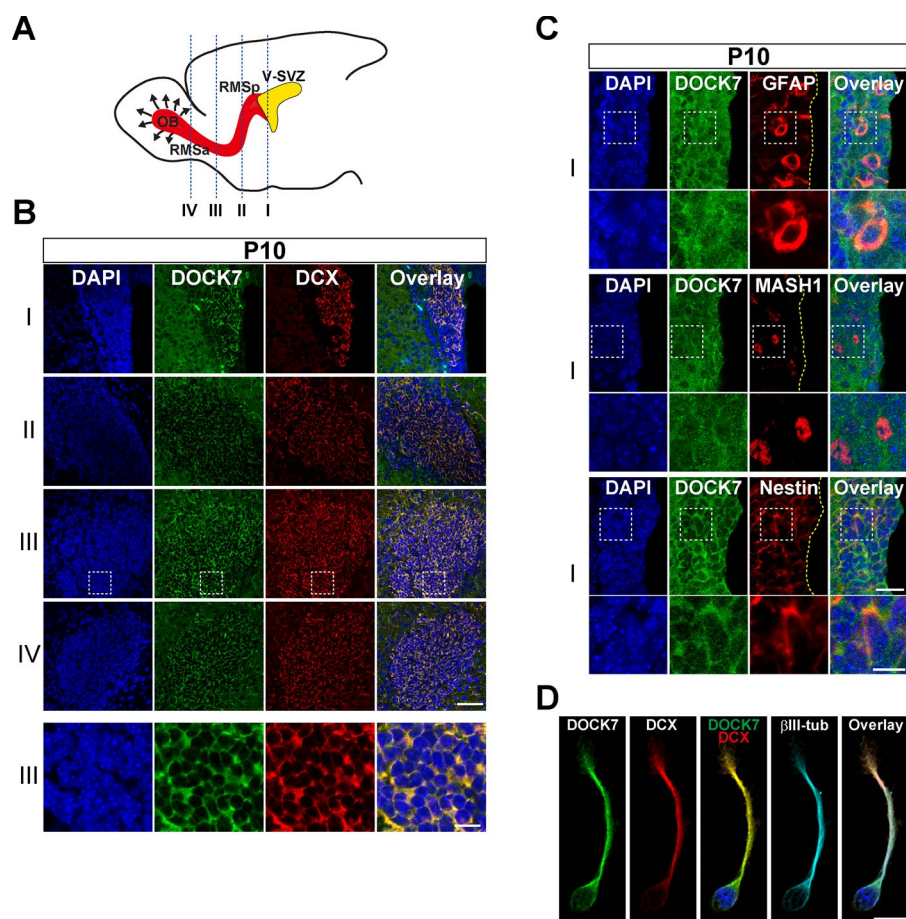 A
V-SVZ
RMSp
OB
RMSa
IV III II I
B
P10
DAPI DOCK7 DCX Overlay
I
II
III
IV
III
C
P10
DAPI DOCK7 GFAP Overlay
I
DAPI DOCK7 MASH1 Overlay
I
DAPI DOCK7 Nestin Overlay
I
D
DOCK7 DCX DOCK7 βIII-tub Overlay
DCX